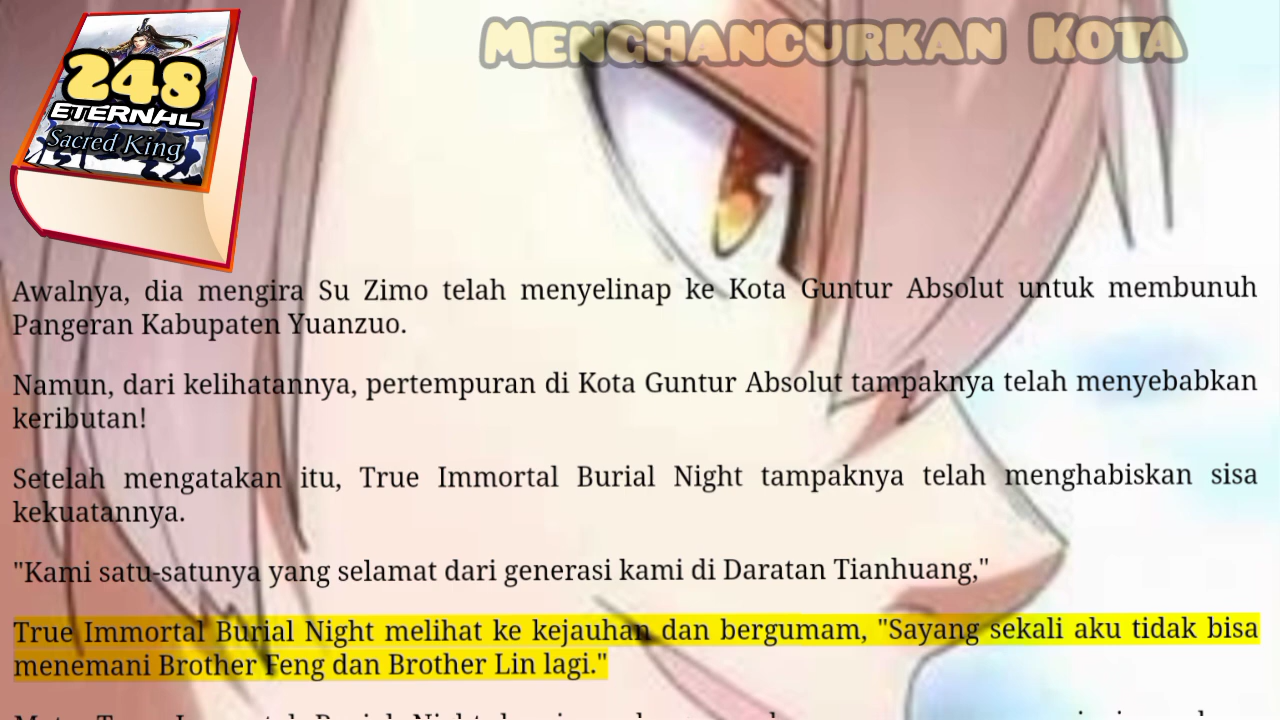 MENGHANCURKAN KOTA
248
ETERNAL
Sacred King
Awalnya, dia mengira Su Zimo telah menyelinap ke Kota Guntur Absolut untuk membunuh
Pangeran Kabupaten Yuanzuo.
Namun, dari kelihatannya, pertempuran di Kota Guntur Absolut tampaknya telah menyebabkan
keributan!
Setelah mengatakan itu, True Immortal Burial Night tampaknya telah menghabiskan sisa
kekuatannya.
"Kami satu-satunya yang selamat dari generasi kami di Daratan Tianhuang,"
True Immortal Burial Night melihat ke kejauhan dan bergumam, "Sayang sekali aku tidak bisa
menemani Brother Feng dan Brother Lin lagi."